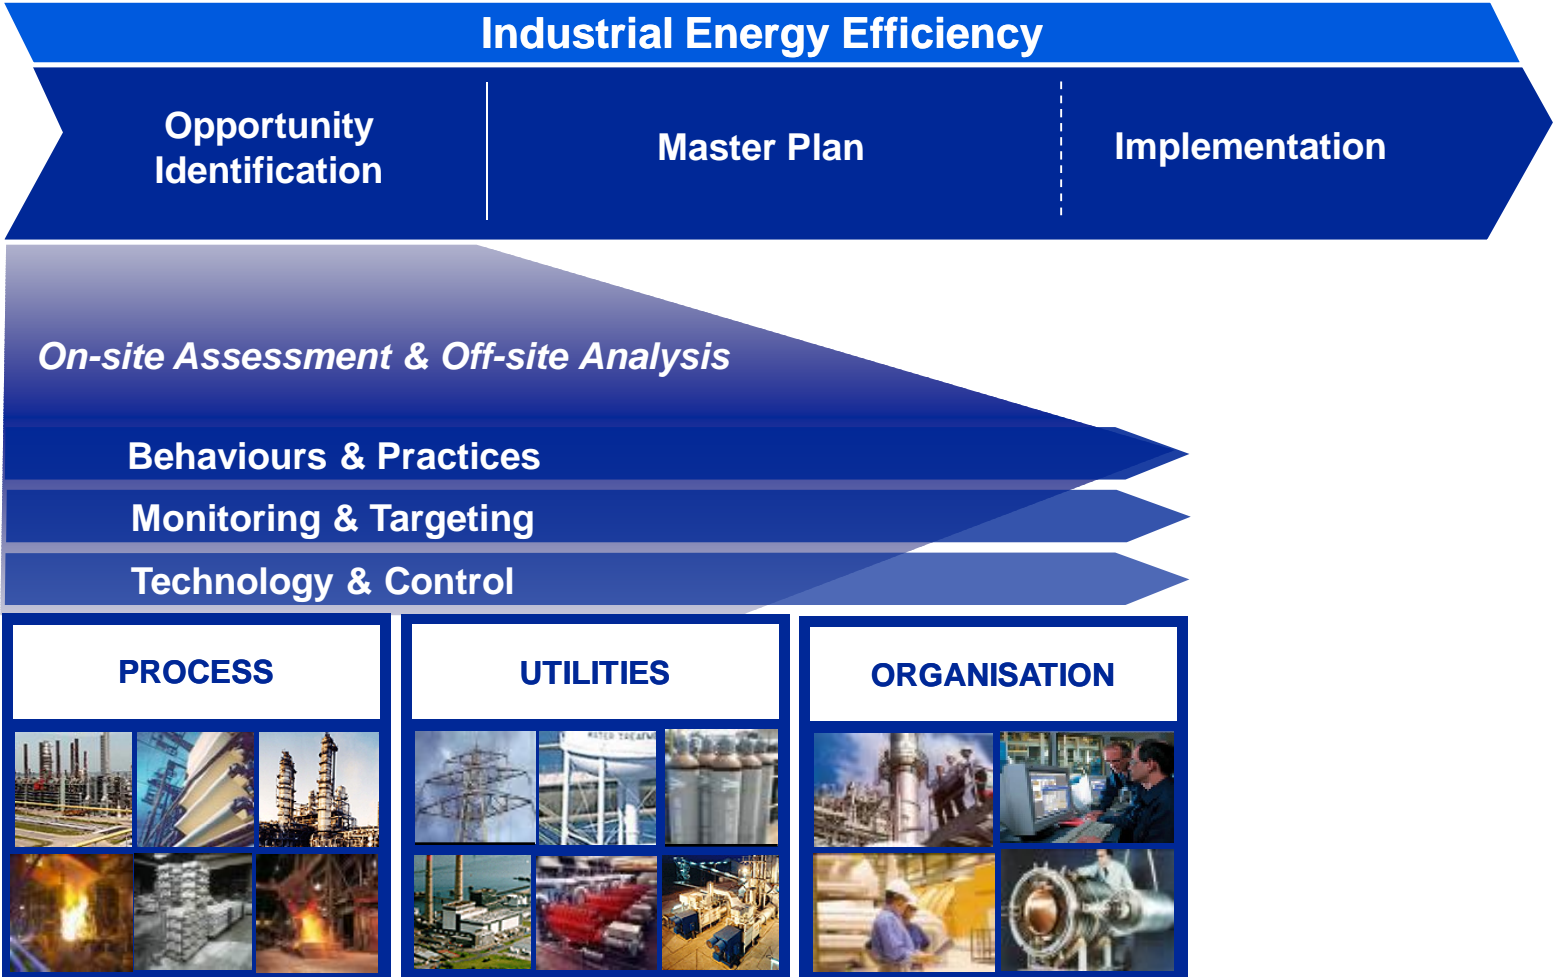 Industrial Energy Efficiency
Opportunity
Identification
Master Plan
Implementation
On-site Assessment & Off-site Analysis
Behaviours & Practices
Monitoring & Targeting
Technology & Control
PROCESS
UTILITIES
ORGANISATION